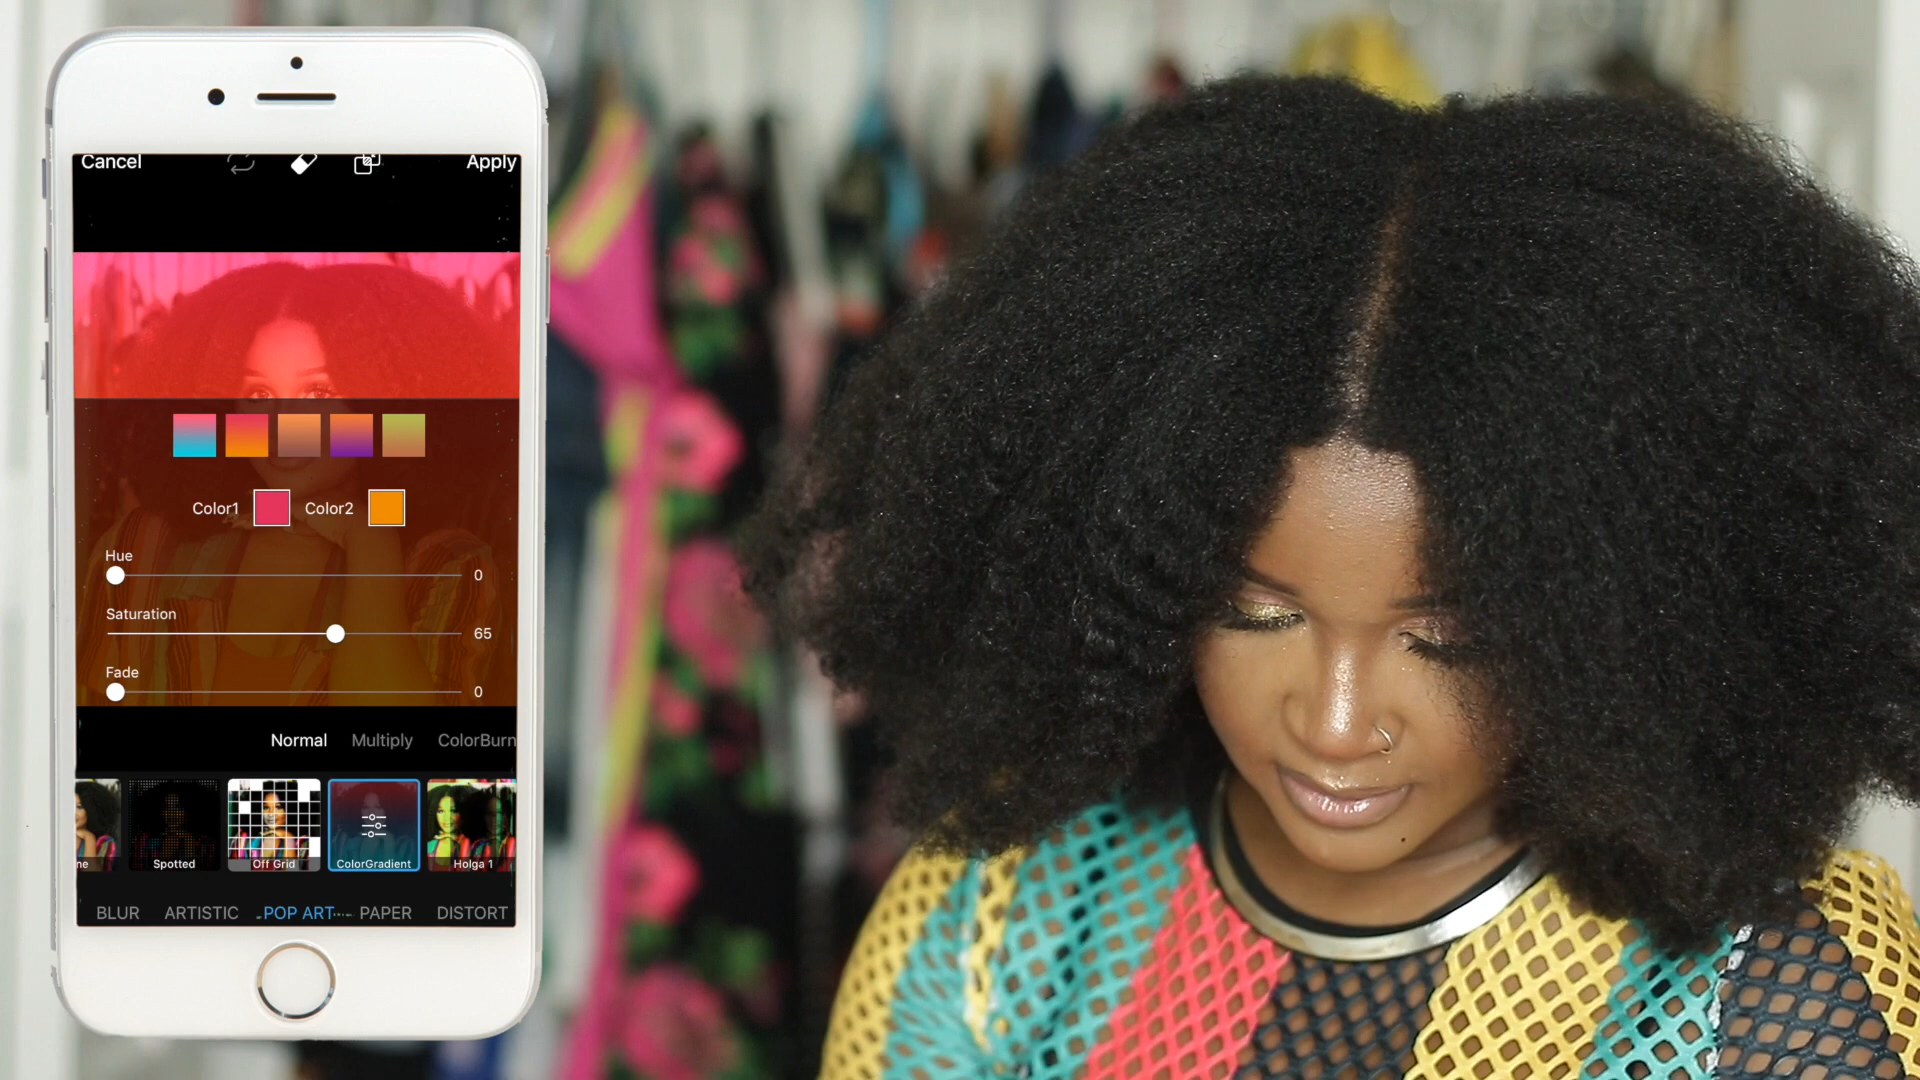 Cancel Apply
Color1 Color2
Hue
0
Saturation
65
Fade
0
Normal Multiply ColorBurn
ne Spotted Off Grid ColorGradient Holga 1
BLUR ARTISTIC POP ART PAPER DISTORT